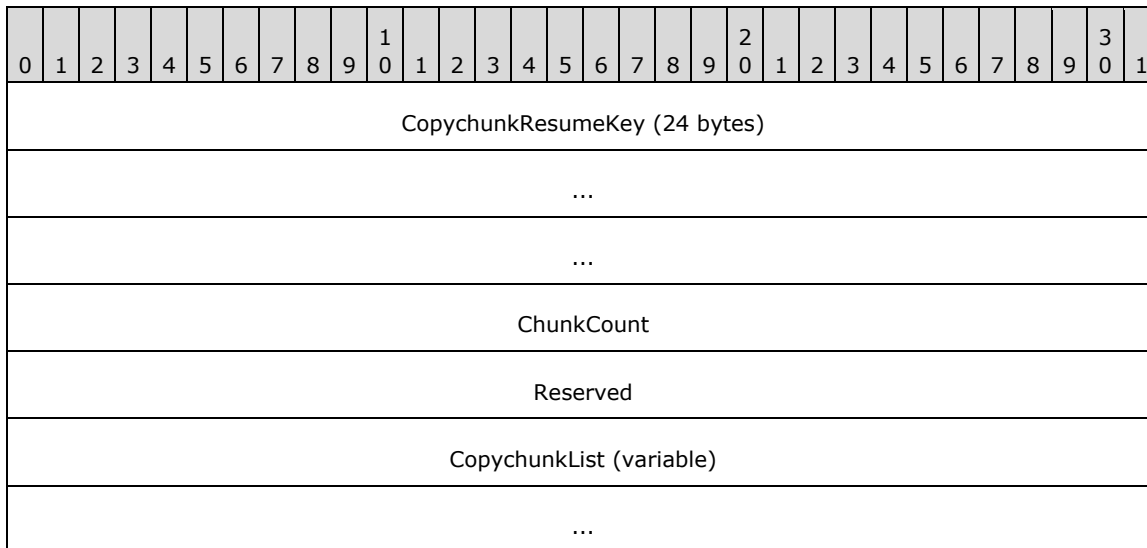 1 2 3
0 1 2 3 4 5 6 7 8 9 0 1 2 3 4 5 6 7 8 9 0 1 2 3 4 5 6 7 8 9 0 1
CopychunkResumeKey (24 bytes)
...
...
ChunkCount
Reserved
CopychunkList (variable)
...